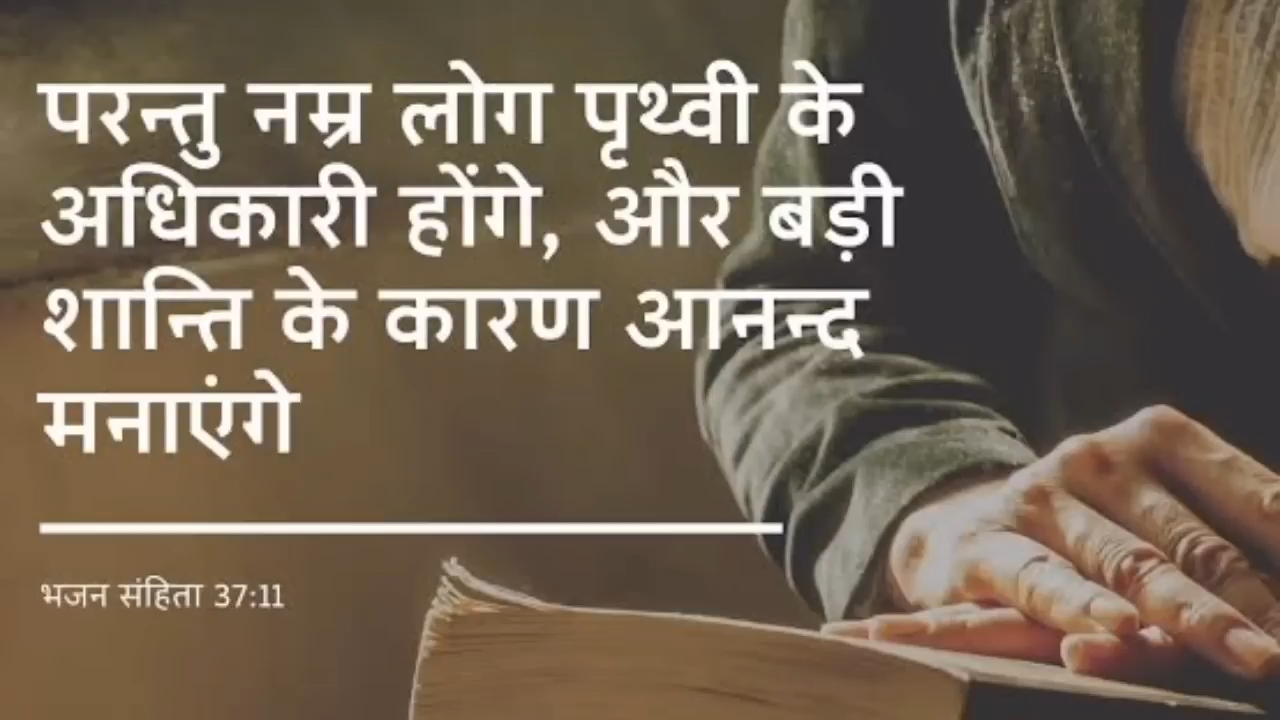 परन्तु नम्र लोग पृथ्वी के
अधिकारी होंगे, और बड़ी
शान्ति के कारण आनन्द
मनाएंगे
भजन संहिता 37:11